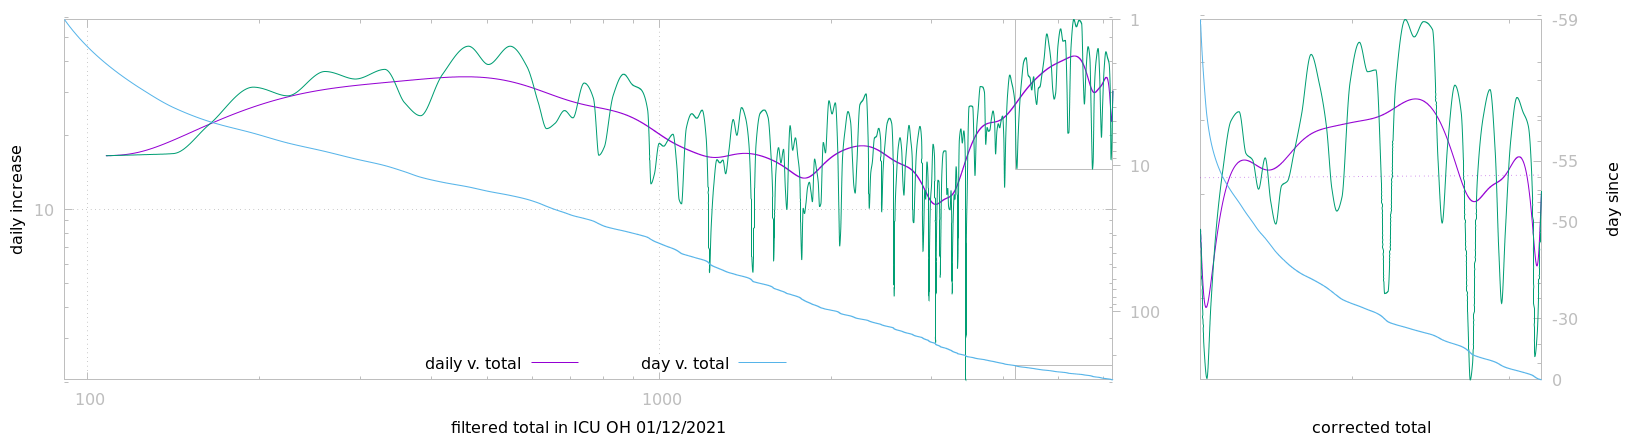 1
-59
daily increase
10
10
-55
-50
day since
100
-30
daily v. total
day v. total
0
100
1000
filtered total in ICU OH 01/12/2021
corrected total